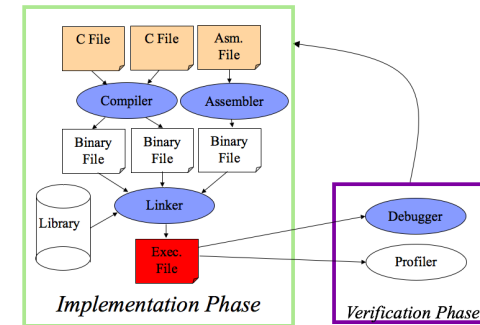 C File
C File
Asm.
File
Compiler
Assembler
Binary
File
Binary
File
Binary
File
Library
Linker
Exec.
File
Implementation Phase
Debugger
Profiler
Verification Phase